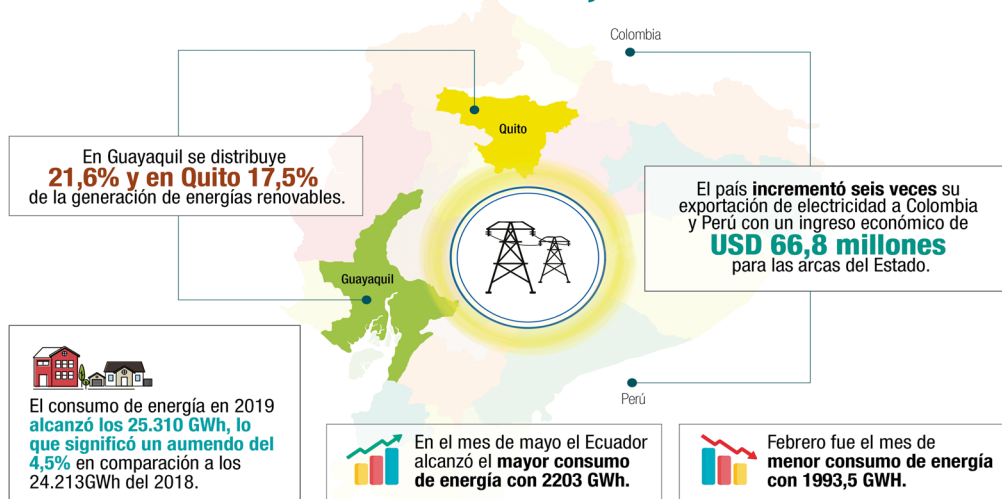 Colombia
Quito
En Guayaquil se distribuye
21,6% y en Quito 17,5%
de la generación de energías renovables.
El país incrementó seis veces su
exportación de electricidad a Colombia
y Perú con un ingreso económico de
USD 66,8 millones
para las arcas del Estado.
Guayaquil
Perú
El consumo de energía en 2019
alcanzó los 25.310 GWh, lo
que significó un aumendo del
4,5% en comparación a los
24.213GWh del 2018.
En el mes de mayo el Ecuador
alcanzó el mayor consumo
de energía con 2203 GWh.
Febrero fue el mes de
menor consumo de energía
con 1993,5 GWH.